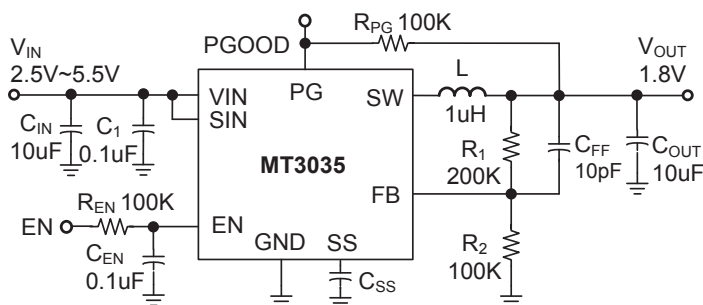 R_PG 100K
PGOOD
V_IN
2.5V~5.5V
V_OUT
1.8V
VIN
SIN
PG
SW
L
1uH
C_IN
10uF
C_1
0.1uF
MT3035
R_1
200K
C_FF
10pF
C_OUT
10uF
R_EN 100K
FB
EN
EN
GND
SS
R_2
100K
C_EN
0.1uF
C_SS